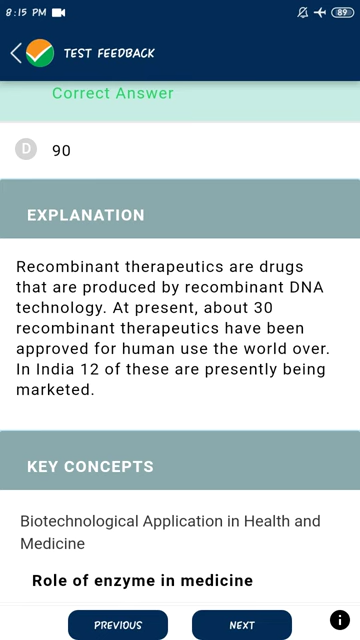 8:15 PM
89
TEST FEEDBACK
Correct Answer
D 90
EXPLANATION
Recombinant therapeutics are drugs
that are produced by recombinant DNA
technology. At present, about 30
recombinant therapeutics have been
approved for human use the world over.
In India 12 of these are presently being
marketed.
KEY CONCEPTS
Biotechnological Application in Health and
Medicine
Role of enzyme in medicine
PREVIOUS NEXT